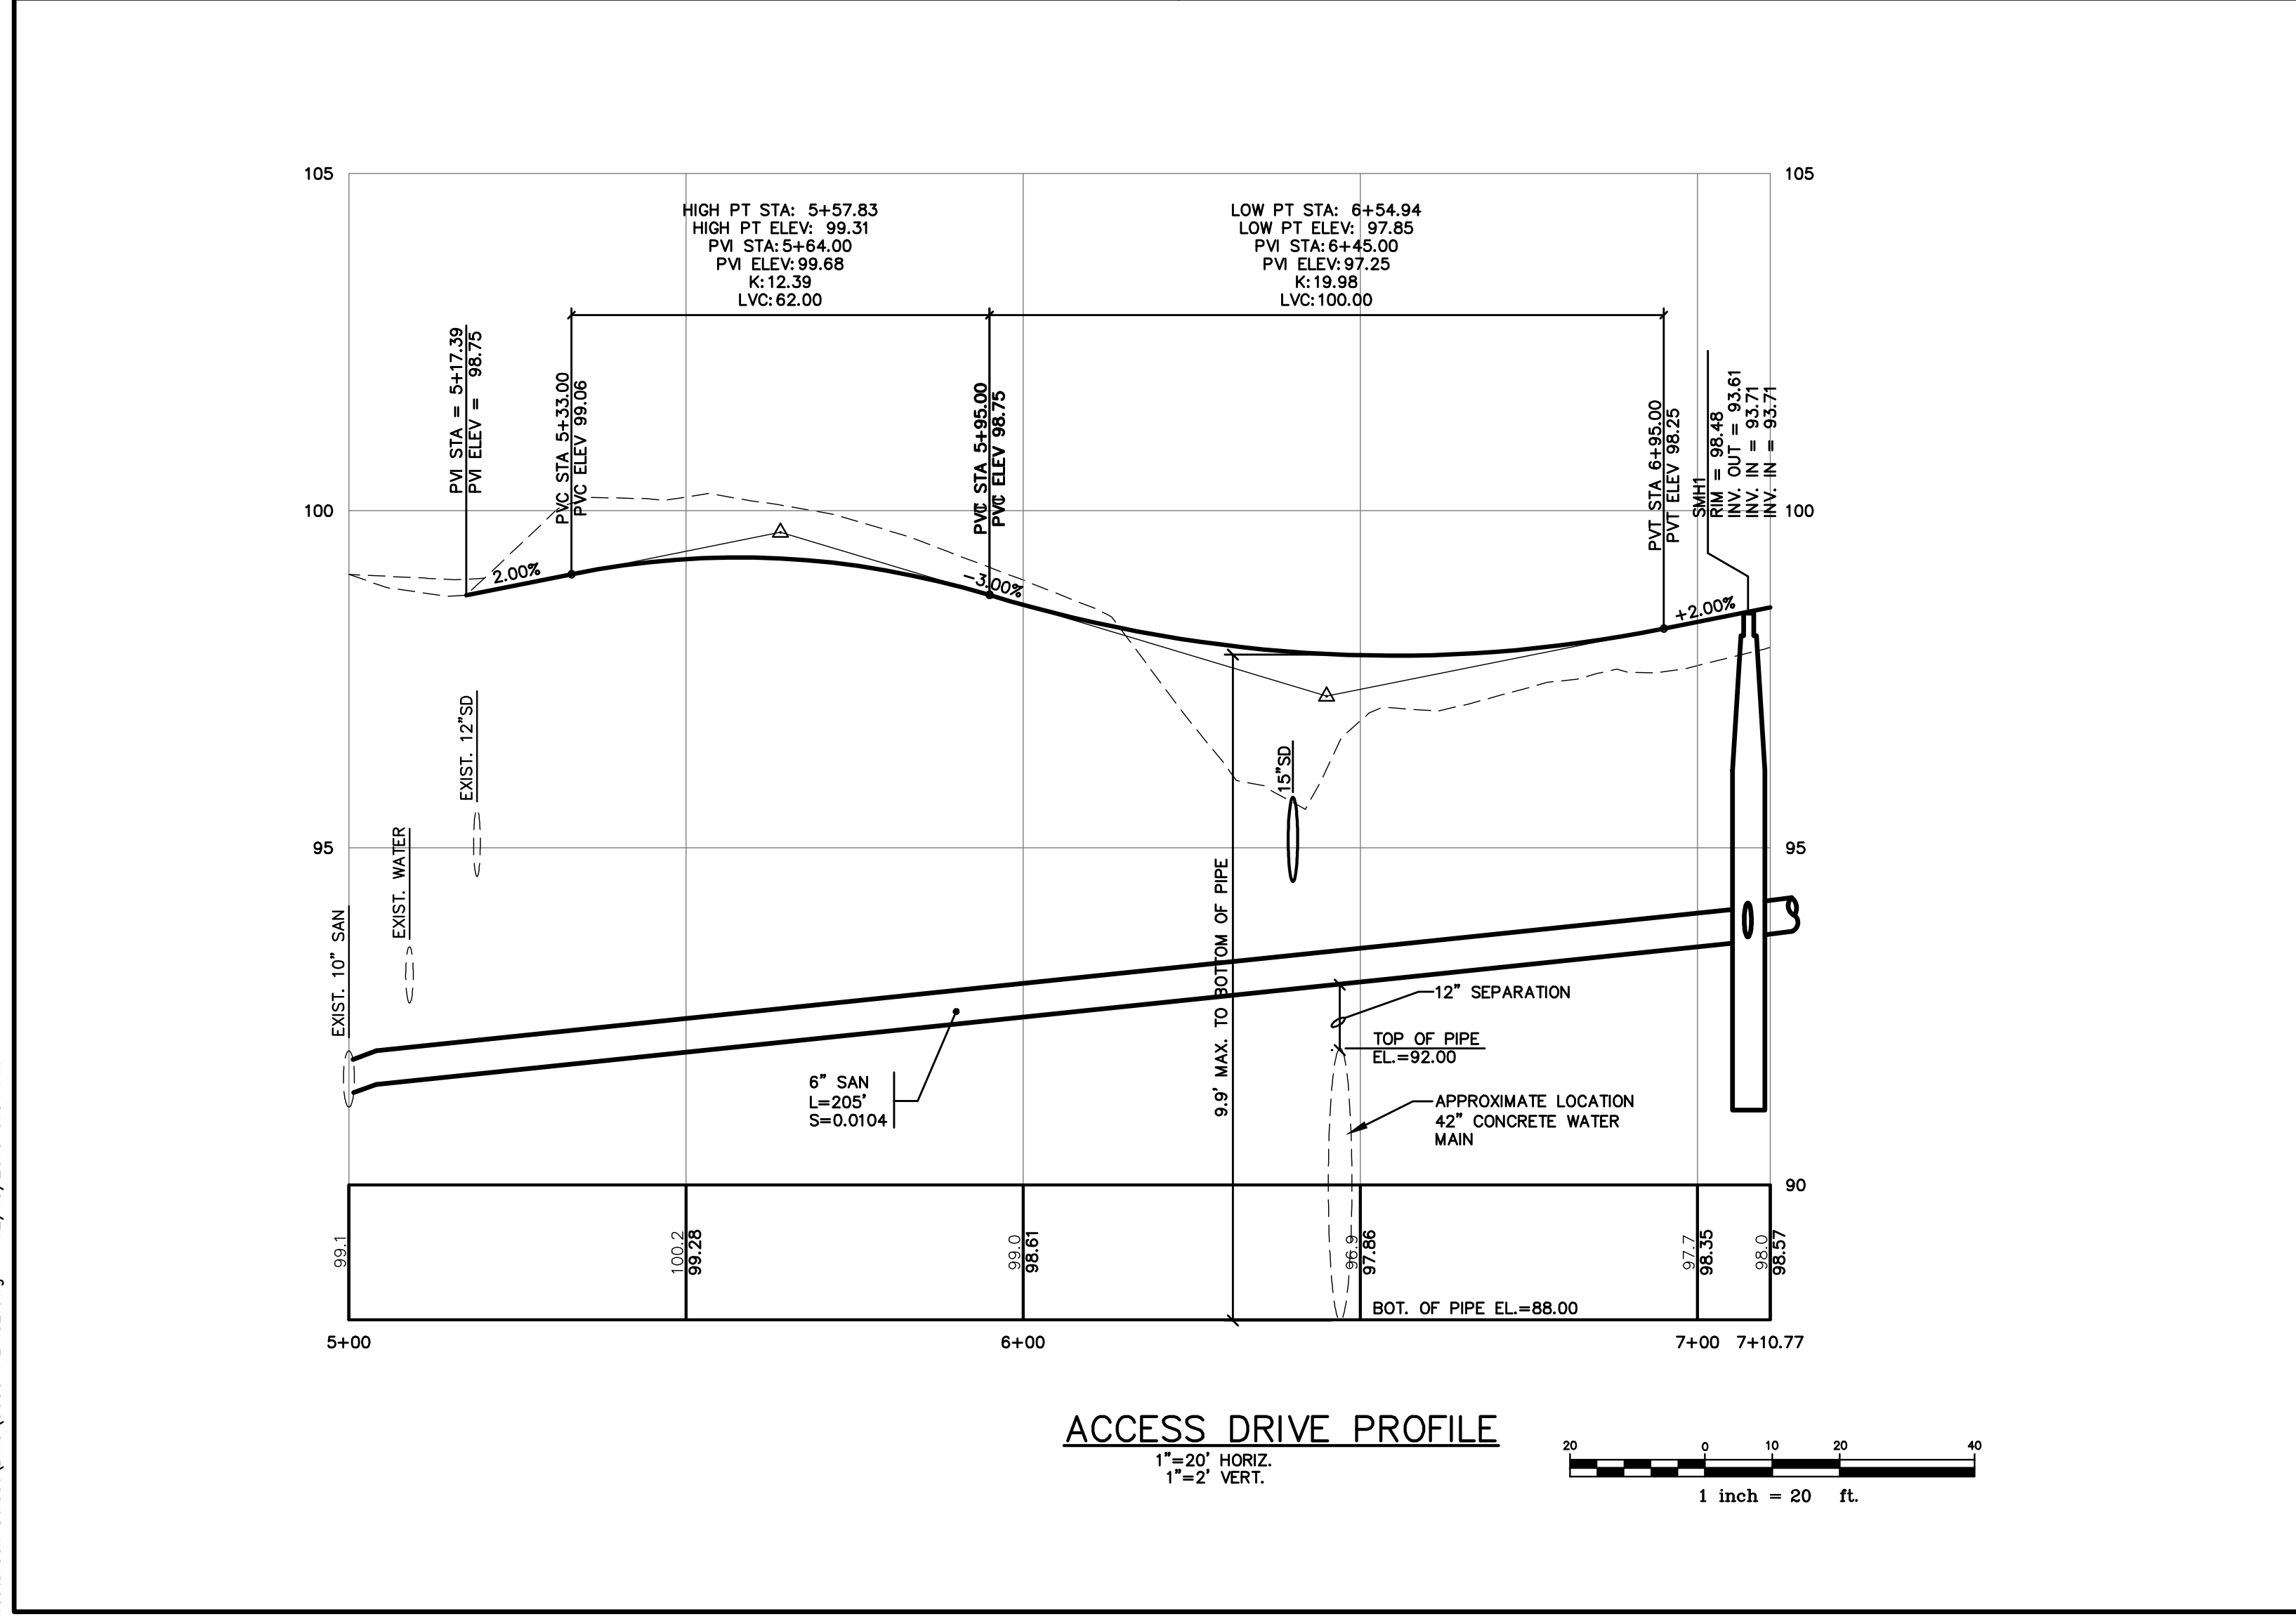 105
105
HIGH PT STA: 5+57.83
HIGH PT ELEV: 99.31
PVI STA:5+64.00
PVI ELEV:99.68
K:12.39
LVC:62.00
LOW PT STA: 6+54.94
LOW PT ELEV: 97.85
PVI STA:6+45.00
PVI ELEV:97.25
K:19.98
LVC:100.00
PVI STA = 5+17.39
PVI ELEV = 98.75
PVC STA 5+33.00
PVC ELEV 99.06
PVC STA 5+95.00
PVC ELEV 98.75
PVT STA 6+95.00
PVT ELEV 98.25
SMH1
RIM = 98.48
INV. OUT = 93.61
INV. IN = 93.71
INV. IN = 93.71
100
100
2.00%
-3.00%
+2.00%
EXIST. 12"SD
15"SD
95
95
EXIST. WATER
EXIST. 10" SAN
9.9' MAX. TO BOTTOM OF PIPE
12" SEPARATION
TOP OF PIPE
EL.=92.00
6" SAN
L=205'
S=0.0104
APPROXIMATE LOCATION
42" CONCRETE WATER
MAIN
90
99.1
100.2
99.28
99.0
98.61
96.9
97.86
97.7
98.35
98.0
98.57
BOT. OF PIPE EL.=88.00
5+00
6+00
7+00
7+10.77
ACCESS DRIVE PROFILE
1"=20' HORIZ.
1"=2' VERT.
20
0
10
20
40
1 inch = 20 ft.